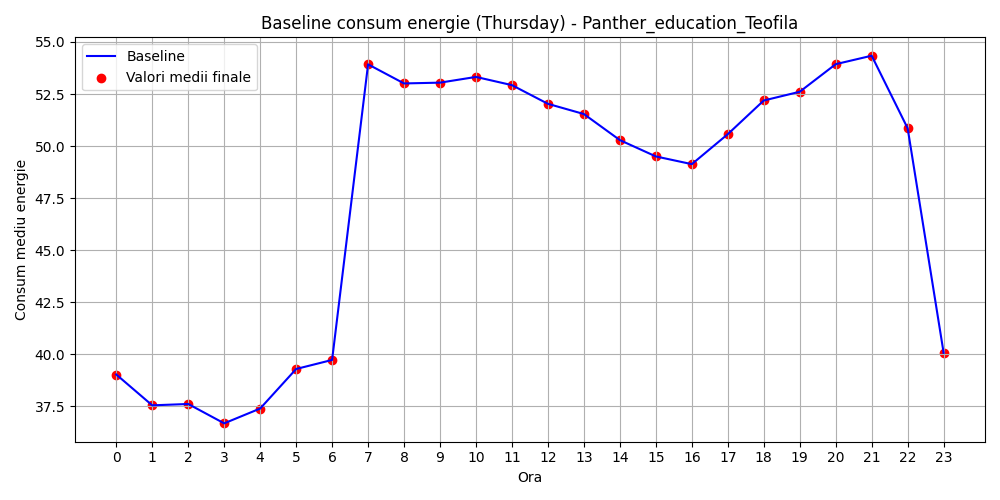 Baseline consum energie (Thursday) - Panther_education_Teofila
Baseline
Valori medii finale
Consum mediu energie
55.0
52.5
50.0
47.5
45.0
42.5
40.0
37.5
0 1 2 3 4 5 6 7 8 9 10 11 12 13 14 15 16 17 18 19 20 21 22 23
Ora